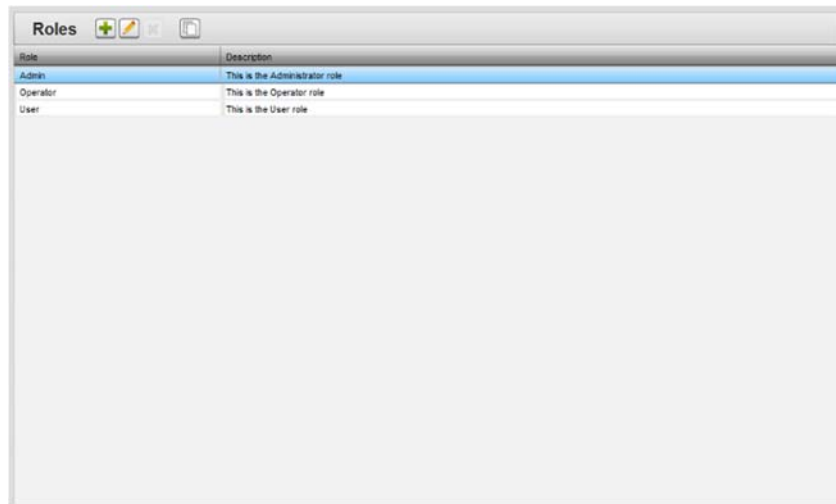 Roles
Role Description
Admin This is the Administrator role
Operator This is the Operator role
User This is the User role